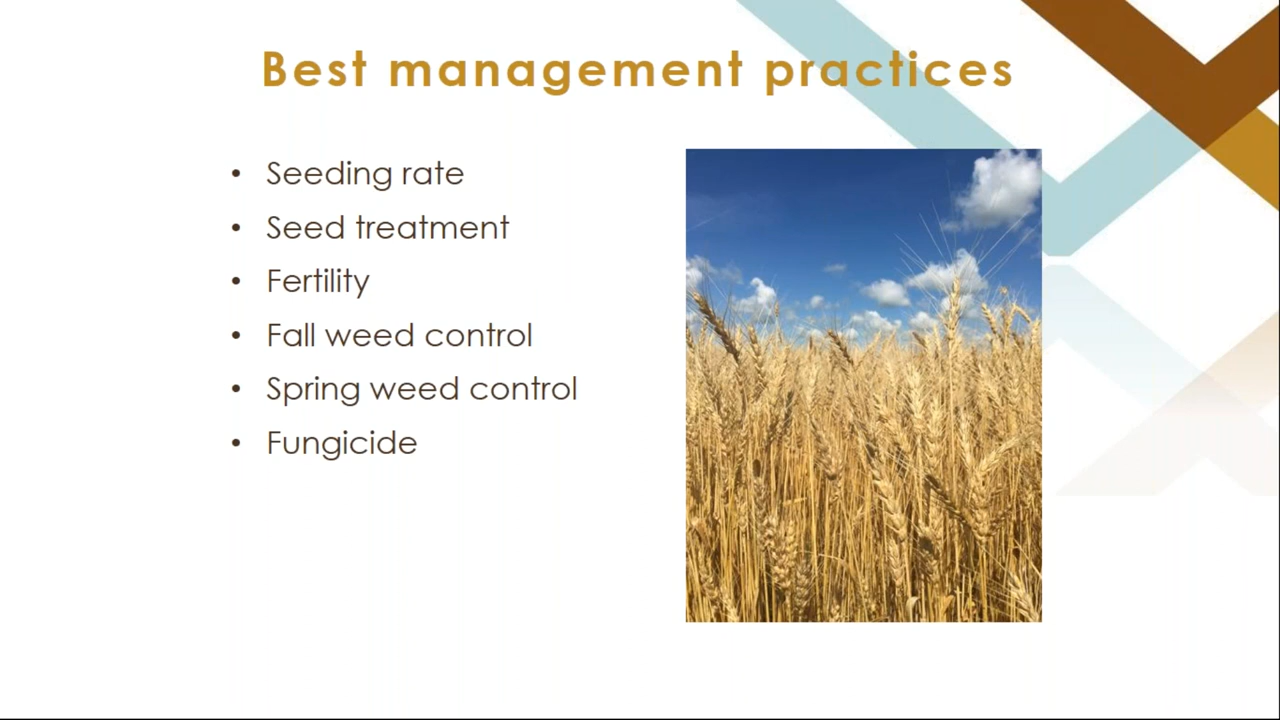 Best management practices
• Seeding rate
• Seed treatment
• Fertility
• Fall weed control
• Spring weed control
• Fungicide